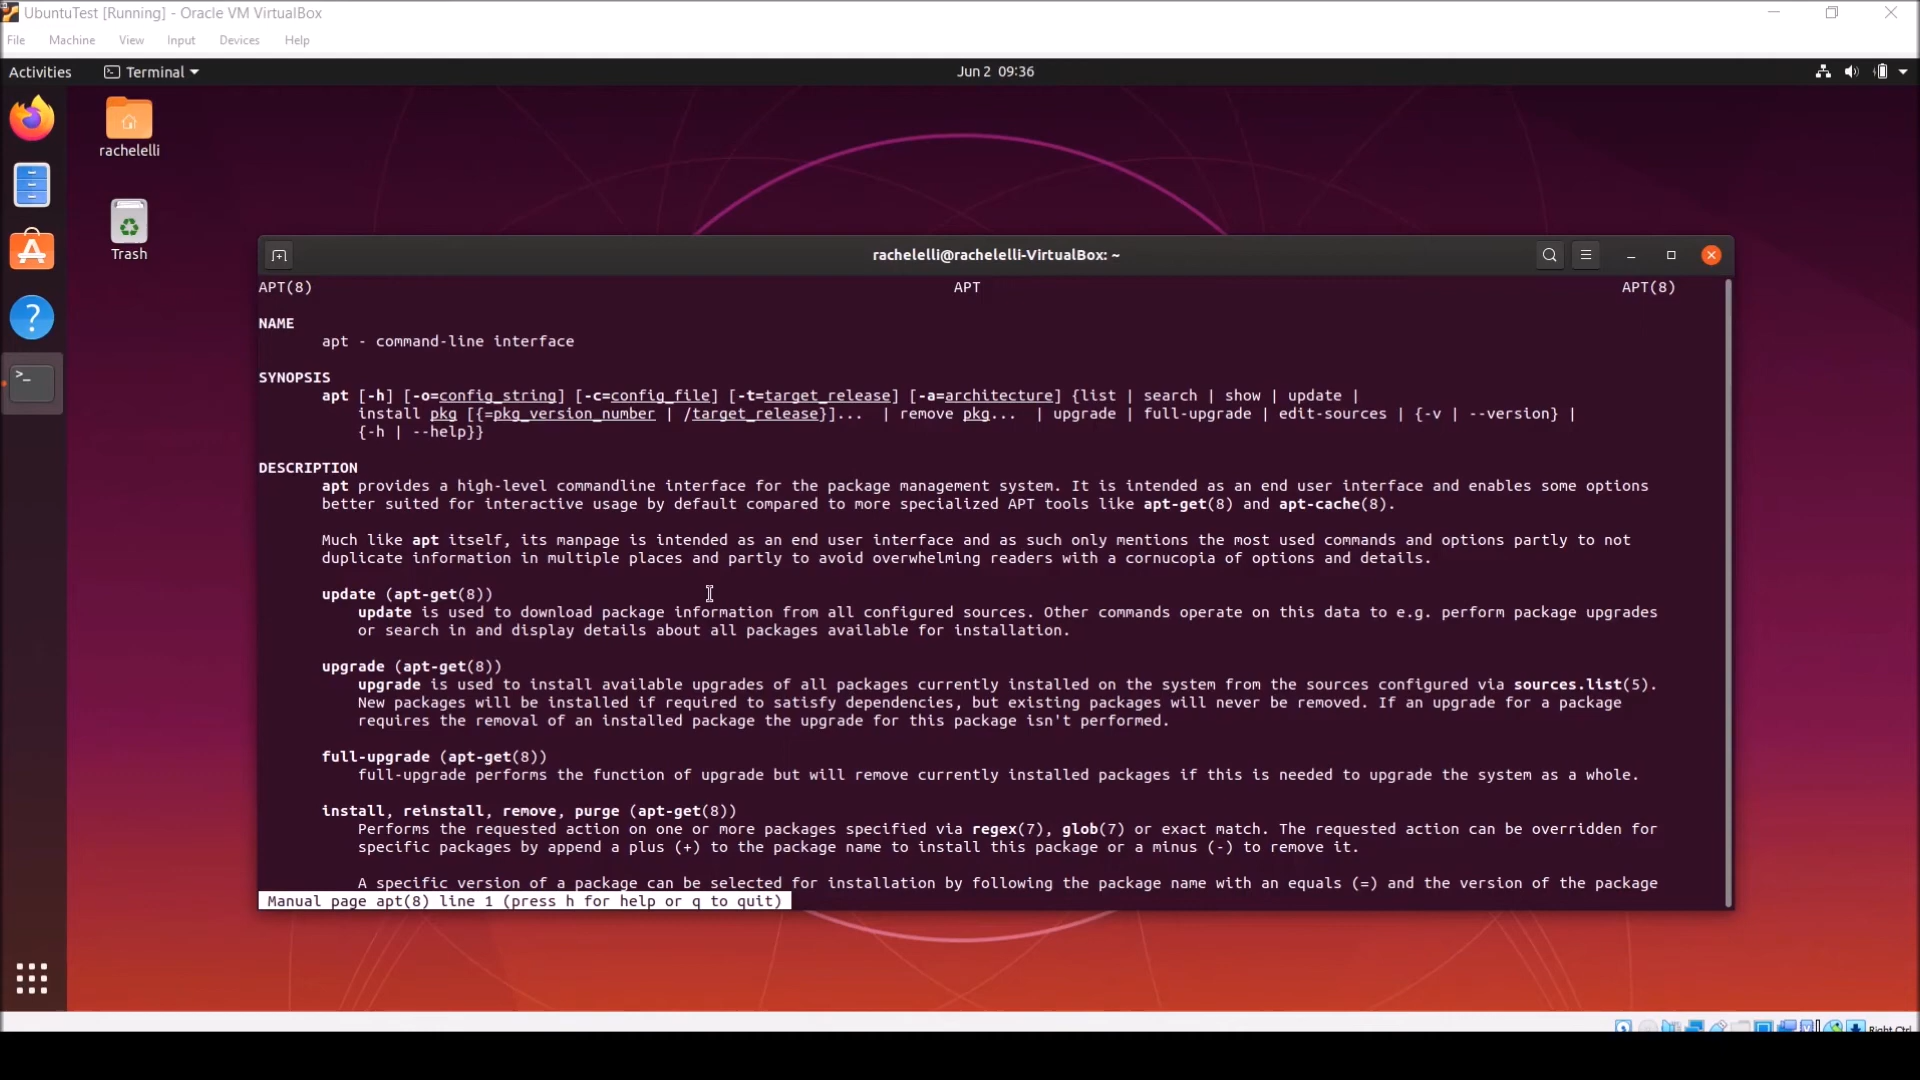 UbuntuTest [Running] - Oracle VM VirtualBox
File Machine View Input Devices Help
Activities Terminal Jun 2 09:36
rachelelli
Trash
rachelelli@rachelelli-VirtualBox: ~
APT(8) APT APT(8)
NAME
apt - command-line interface
SYNOPSIS
apt [-h] [-o=config_string] [-c=config_file] [-t=target_release] [-a=architecture] {list | search | show | update |
install pkg [{=pkg_version_number | /target_release}]... | remove pkg... | upgrade | full-upgrade | edit-sources | {-v | --version} |
{-h | --help}}
DESCRIPTION
apt provides a high-level commandline interface for the package management system. It is intended as an end user interface and enables some options
better suited for interactive usage by default compared to more specialized APT tools like apt-get(8) and apt-cache(8).
Much like apt itself, its manpage is intended as an end user interface and as such only mentions the most used commands and options partly to not
duplicate information in multiple places and partly to avoid overwhelming readers with a cornucopia of options and details.
update (apt-get(8))
update is used to download package information from all configured sources. Other commands operate on this data to e.g. perform package upgrades
or search in and display details about all packages available for installation.
upgrade (apt-get(8))
upgrade is used to install available upgrades of all packages currently installed on the system from the sources configured via sources.list(5).
New packages will be installed if required to satisfy dependencies, but existing packages will never be removed. If an upgrade for a package
requires the removal of an installed package the upgrade for this package isn't performed.
full-upgrade (apt-get(8))
full-upgrade performs the function of upgrade but will remove currently installed packages if this is needed to upgrade the system as a whole.
install, reinstall, remove, purge (apt-get(8))
Performs the requested action on one or more packages specified via regex(7), glob(7) or exact match. The requested action can be overridden for
specific packages by append a plus (+) to the package name to install this package or a minus (-) to remove it.
A specific version of a package can be selected for installation by following the package name with an equals (=) and the version of the package
Manual page apt(8) line 1 (press h for help or q to quit)
Right Ctrl